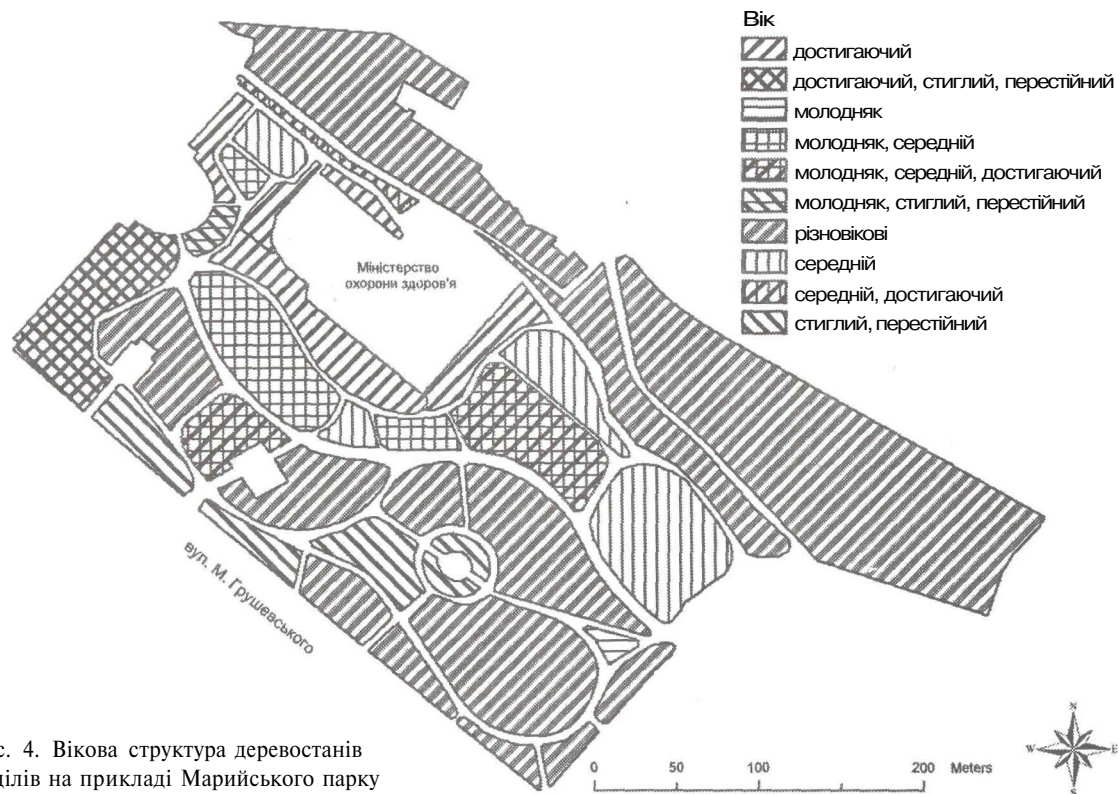 Вік
достигаючий
достигаючий, стиглий, перестійний
молодняк
молодняк, середній
молодняк, середній, достигаючий
молодняк, стиглий, перестійний
різновікові
середній
середній, достигаючий
стиглий, перестійний
Міністерство
охорони здоров'я
вул. М. Грушевського
с. 4. Вікова структура деревостанів
ділів на прикладі Марийського парку
0 50 100 200 Meters
N
W E
S